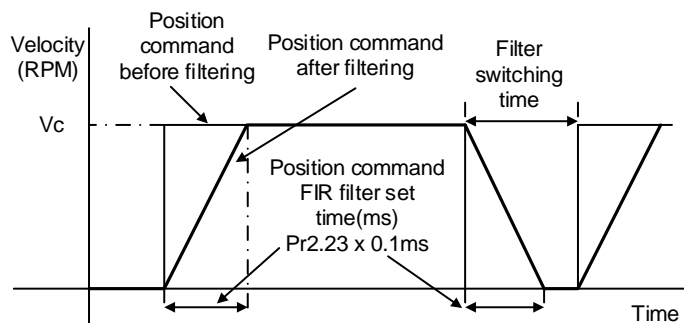 Velocity
(RPM)
Position
command
before filtering
Position command
after filtering
Filter
switching
time
Vc
Position command
FIR filter set
time(ms)
Pr2.23 x 0.1ms
Time